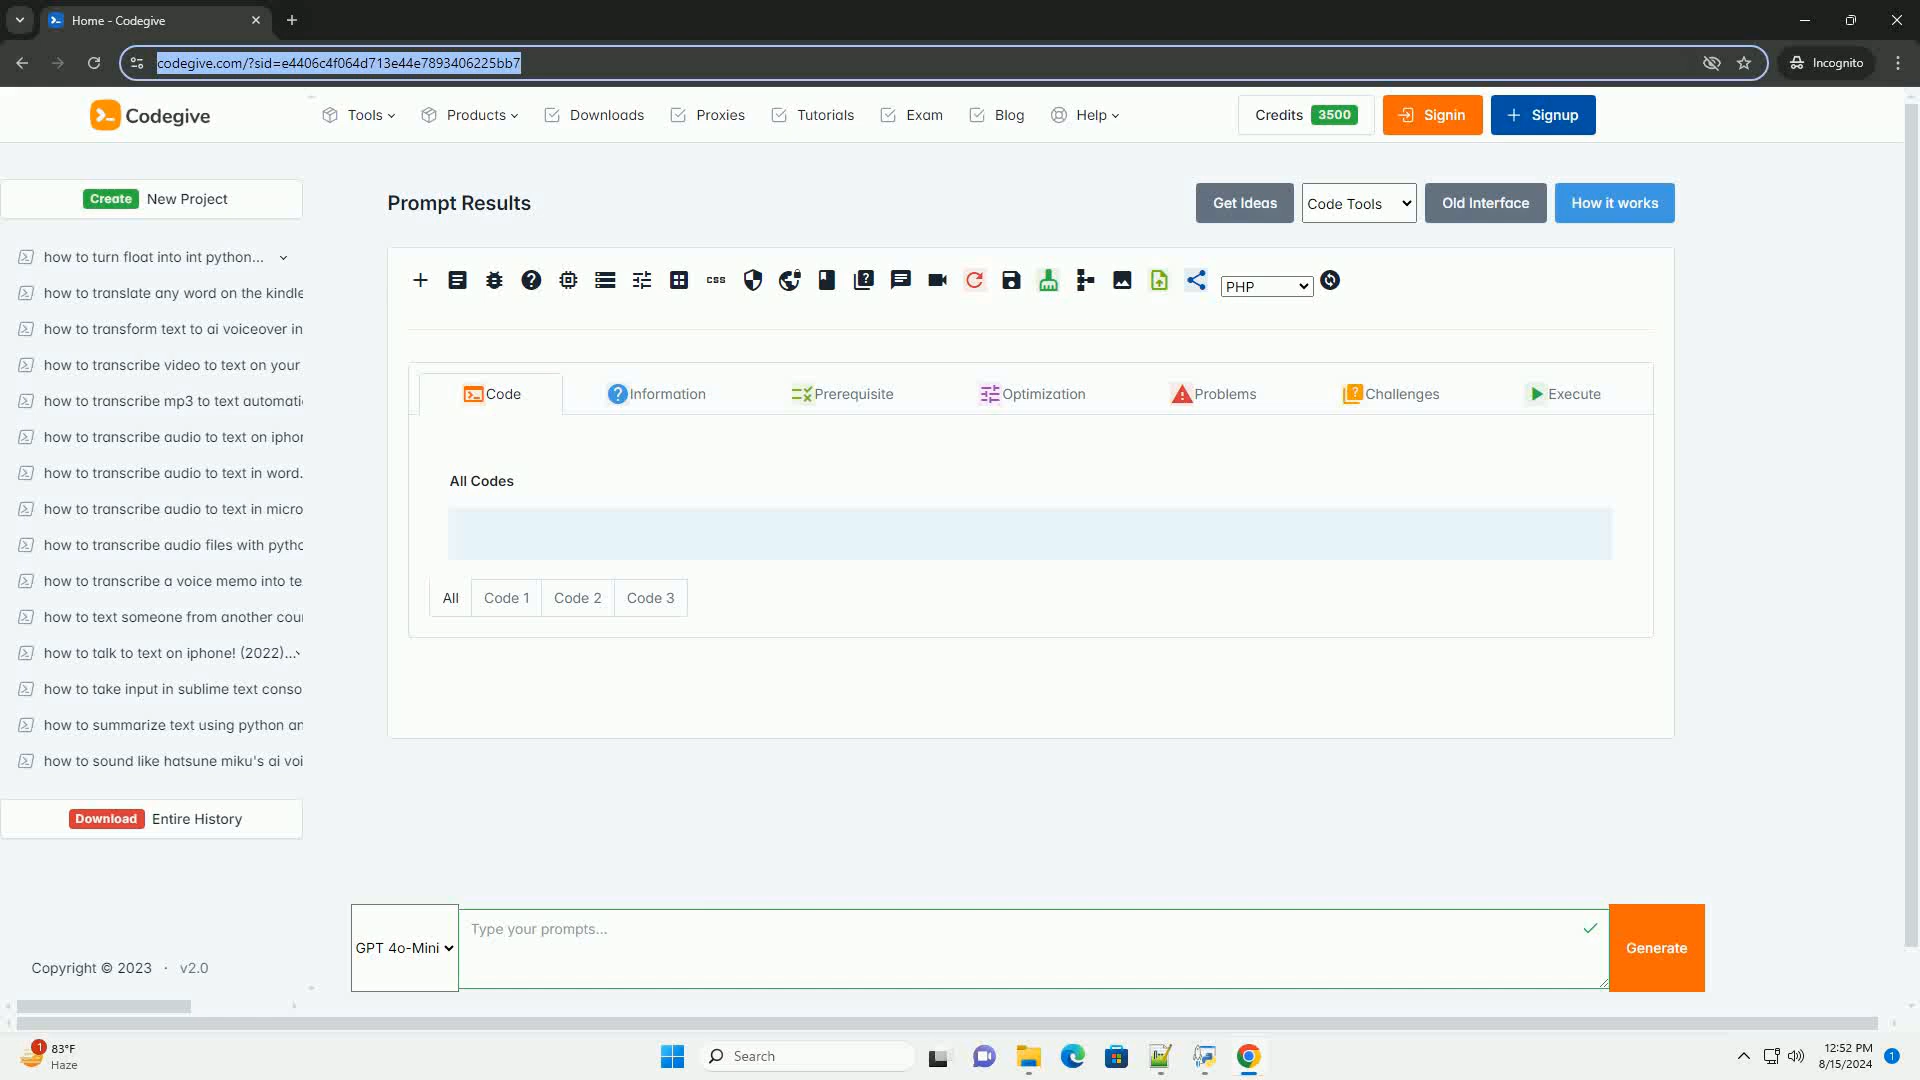 Home - Codegive
codegive.com/?sid=e4406c4f064d713e44e7893406225bb7
Incognito
Codegive
Tools
Products
Downloads
Proxies
Tutorials
Exam
Blog
Help
Credits 3500
Signin
Signup
Create New Project
how to turn float into int python...
how to translate any word on the kindle
how to transform text to ai voiceover in
how to transcribe video to text on your
how to transcribe mp3 to text automati
how to transcribe audio to text on iphor
how to transcribe audio to text in word.
how to transcribe audio to text in micro
how to transcribe audio files with pytho
how to transcribe a voice memo into te
how to text someone from another cou
how to talk to text on iphone! (2022)...
how to take input in sublime text conso
how to summarize text using python an
how to sound like hatsune miku's ai voi
Download Entire History
Copyright © 2023 · v2.0
Prompt Results
Get Ideas
Code Tools
Old Interface
How it works
css
PHP
Code
Information
Prerequisite
Optimization
Problems
Challenges
Execute
All Codes
All
Code 1
Code 2
Code 3
GPT 4o-Mini
Type your prompts...
Generate
1
83°F
Haze
Search
12:52 PM
8/15/2024
1